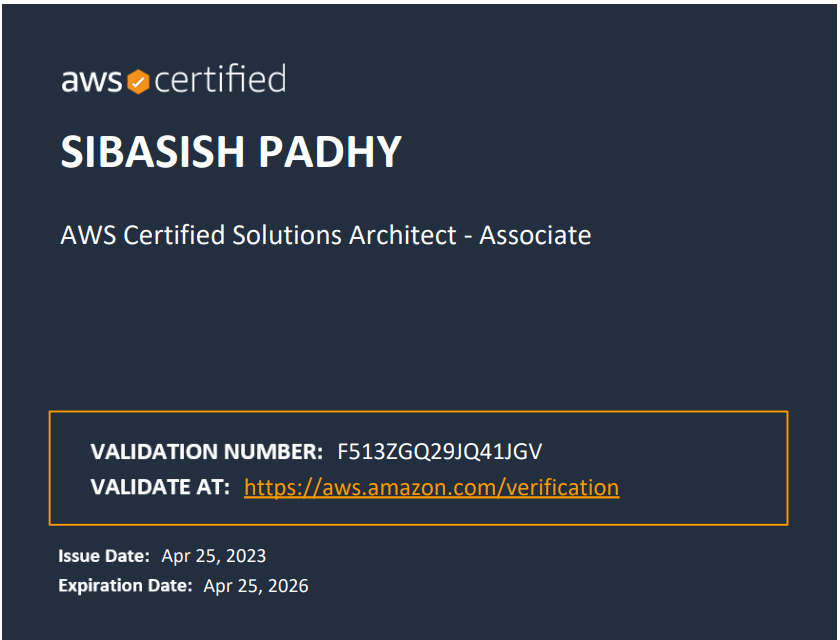 aws certified
SIBASISH PADHY
AWS Certified Solutions Architect - Associate
VALIDATION NUMBER: F513ZGQ29JQ41JGV
VALIDATE AT: https://aws.amazon.com/verification
Issue Date: Apr 25, 2023
Expiration Date: Apr 25, 2026